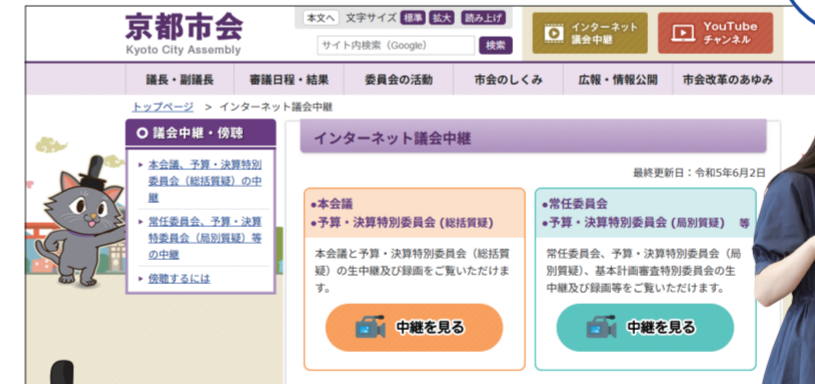 京都市会
Kyoto City Assembly
本文へ 文字サイズ 標準 拡大 読み上げ
サイト内検索（Google） 検索
インターネット
議会中継
YouTube
チャンネル
議長・副議長 審議日程・結果 委員会の活動 市会のしくみ 広報・情報公開 市会改革のあゆみ
トップページ > インターネット議会中継
議会中継・傍聴
本会議、予算・決算特別
委員会（総括質疑）の中
継
常任委員会、予算・決算
特委員会（局別質疑）等
の中継
傍聴するには
インターネット議会中継
最終更新日：令和5年6月2日
●本会議
●予算・決算特別委員会（総括質疑）
本会議と予算・決算特別委員会（総括質
疑）の生中継及び録画をご覧いただけま
す。
中継を見る
●常任委員会
●予算・決算特別委員会（局別質疑） 等
常任委員会、予算・決算特別委員会（局
別質疑）、基本計画審査特別委員会の生
中継及び録画等をご覧いただけます。
中継を見る